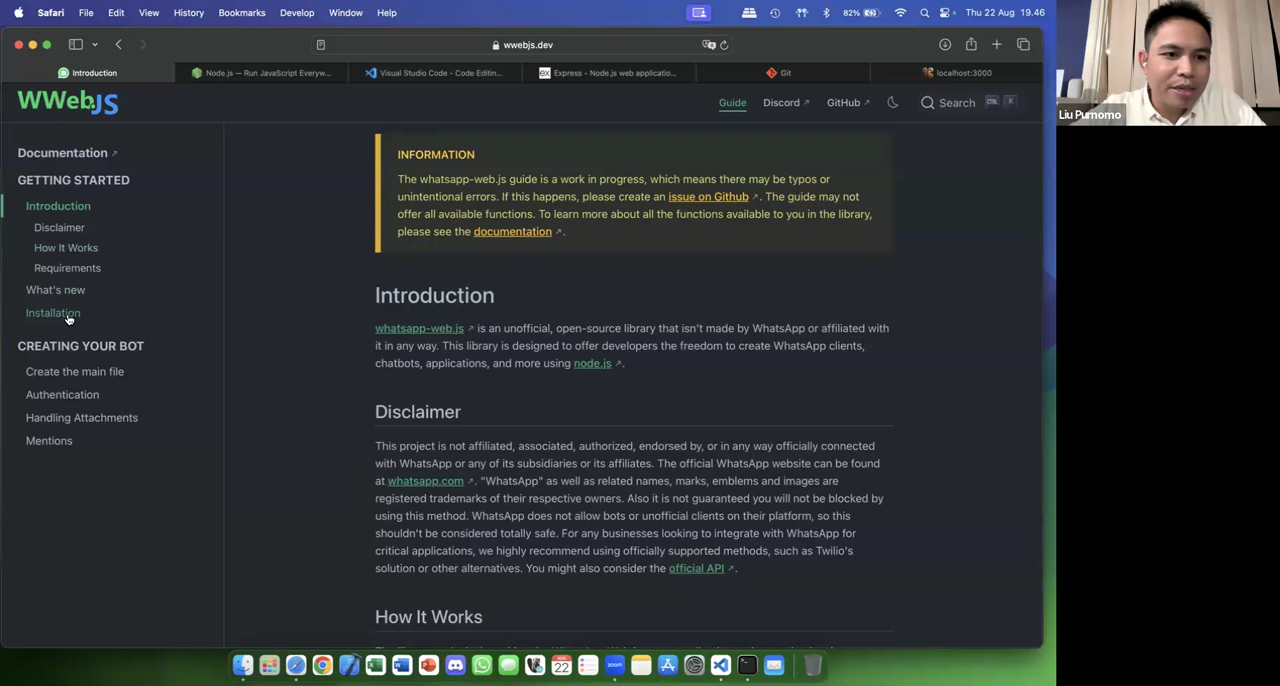 Safari File Edit View History Bookmarks Develop Window Help 82% Thu 22 Aug 19.46
wwebjs.dev
Introduction
Node.js — Run JavaScript Everyw...
Visual Studio Code - Code Editin...
Express - Node.js web applicatio...
Git
localhost:3000
WWebJS
Guide Discord ↗ GitHub ↗ Search K
Documentation ↗
GETTING STARTED
Introduction
Disclaimer
How It Works
Requirements
What's new
Installation
CREATING YOUR BOT
Create the main file
Authentication
Handling Attachments
Mentions
INFORMATION
The whatsapp-web.js guide is a work in progress, which means there may be typos or
unintentional errors. If this happens, please create an issue on Github ↗. The guide may not
offer all available functions. To learn more about all the functions available to you in the library,
please see the documentation ↗.
Introduction
whatsapp-web.js ↗ is an unofficial, open-source library that isn't made by WhatsApp or affiliated with
it in any way. This library is designed to offer developers the freedom to create WhatsApp clients,
chatbots, applications, and more using node.js ↗.
Disclaimer
This project is not affiliated, associated, authorized, endorsed by, or in any way officially connected
with WhatsApp or any of its subsidiaries or its affiliates. The official WhatsApp website can be found
at whatsapp.com ↗. "WhatsApp" as well as related names, marks, emblems and images are
registered trademarks of their respective owners. Also it is not guaranteed you will not be blocked by
using this method. WhatsApp does not allow bots or unofficial clients on their platform, so this
shouldn't be considered totally safe. For any businesses looking to integrate with WhatsApp for
critical applications, we highly recommend using officially supported methods, such as Twilio's
solution or other alternatives. You might also consider the official API ↗.
How It Works
Liu Purnomo
zoom
22